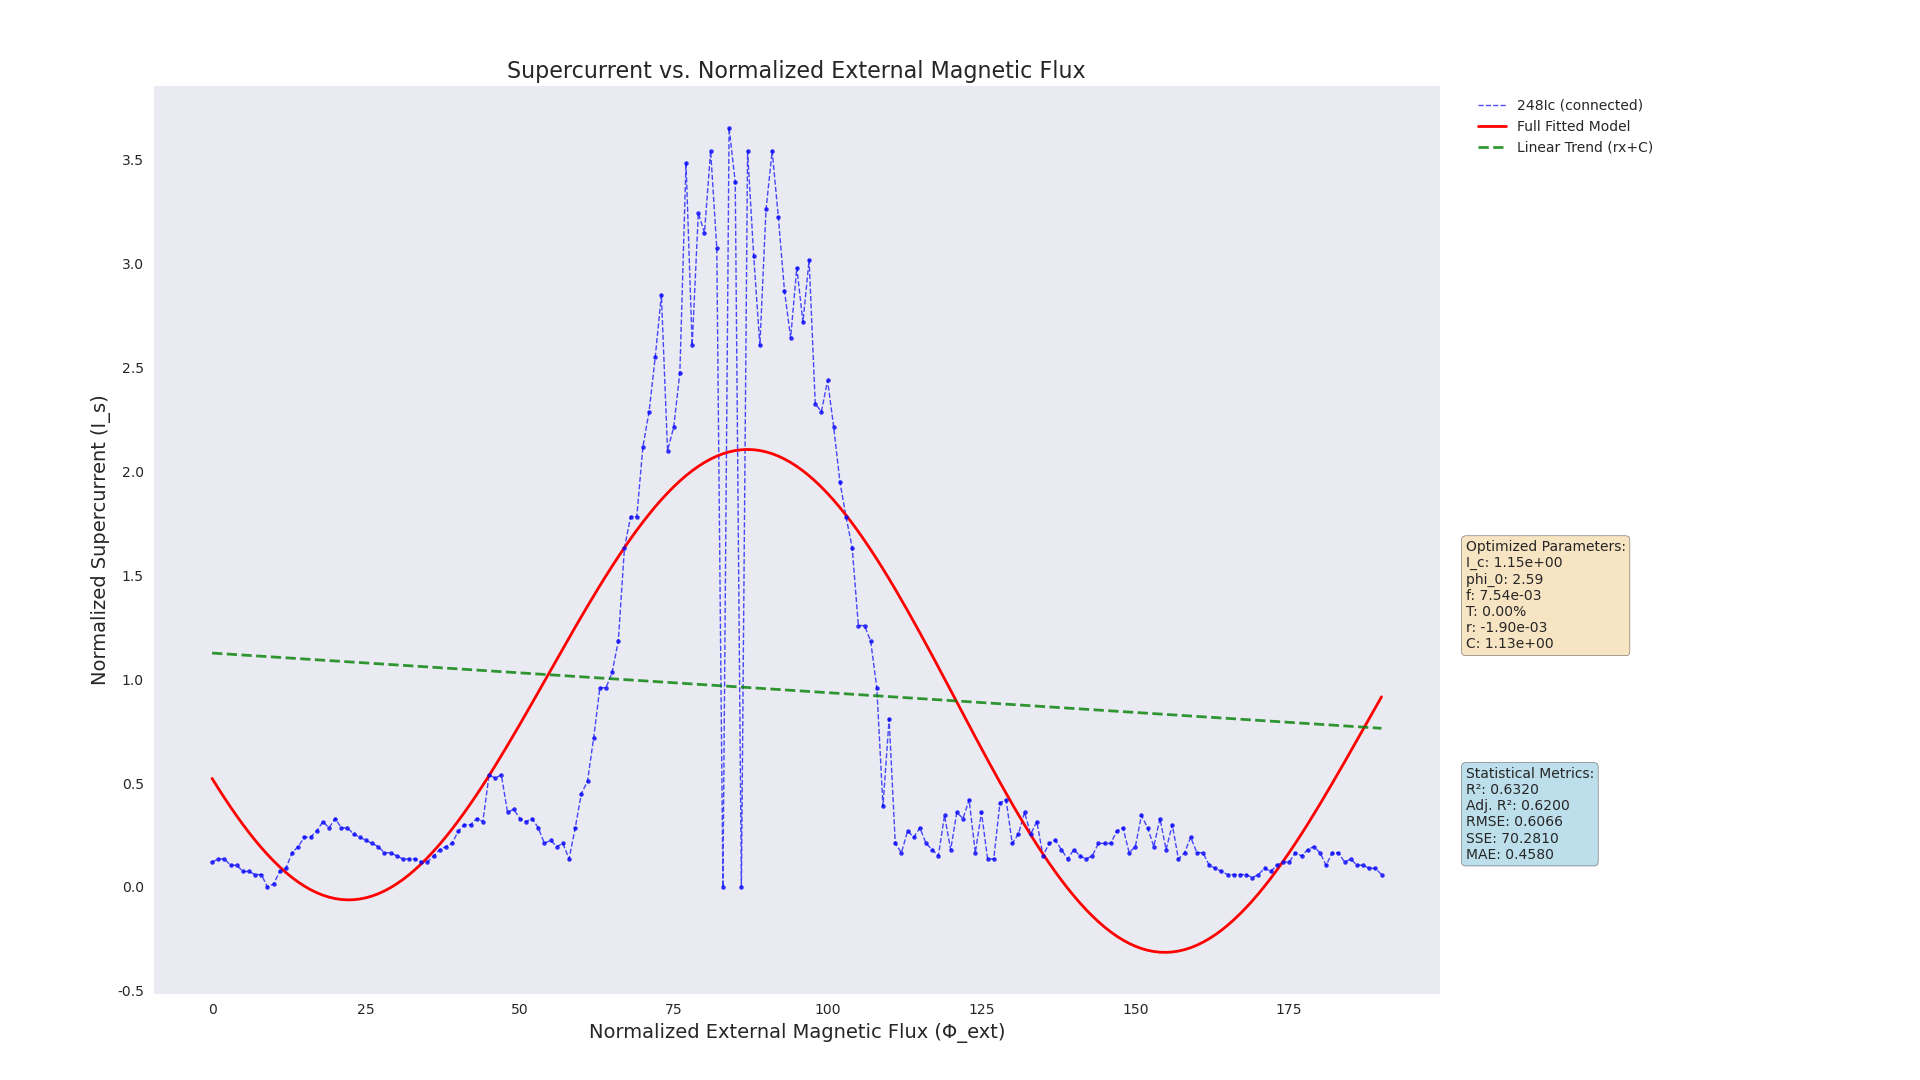 Supercurrent vs. Normalized External Magnetic Flux
248Ic (connected)
Full Fitted Model
Linear Trend (rx+C)
3.5
3.0
2.5
2.0
1.5
1.0
0.5
0.0
-0.5
Normalized Supercurrent (I_s)
0
25
50
75
100
125
150
175
Normalized External Magnetic Flux (Φ_ext)
Optimized Parameters:
I_c: 1.15e+00
phi_0: 2.59
f: 7.54e-03
T: 0.00%
r: -1.90e-03
C: 1.13e+00
Statistical Metrics:
R²: 0.6320
Adj. R²: 0.6200
RMSE: 0.6066
SSE: 70.2810
MAE: 0.4580